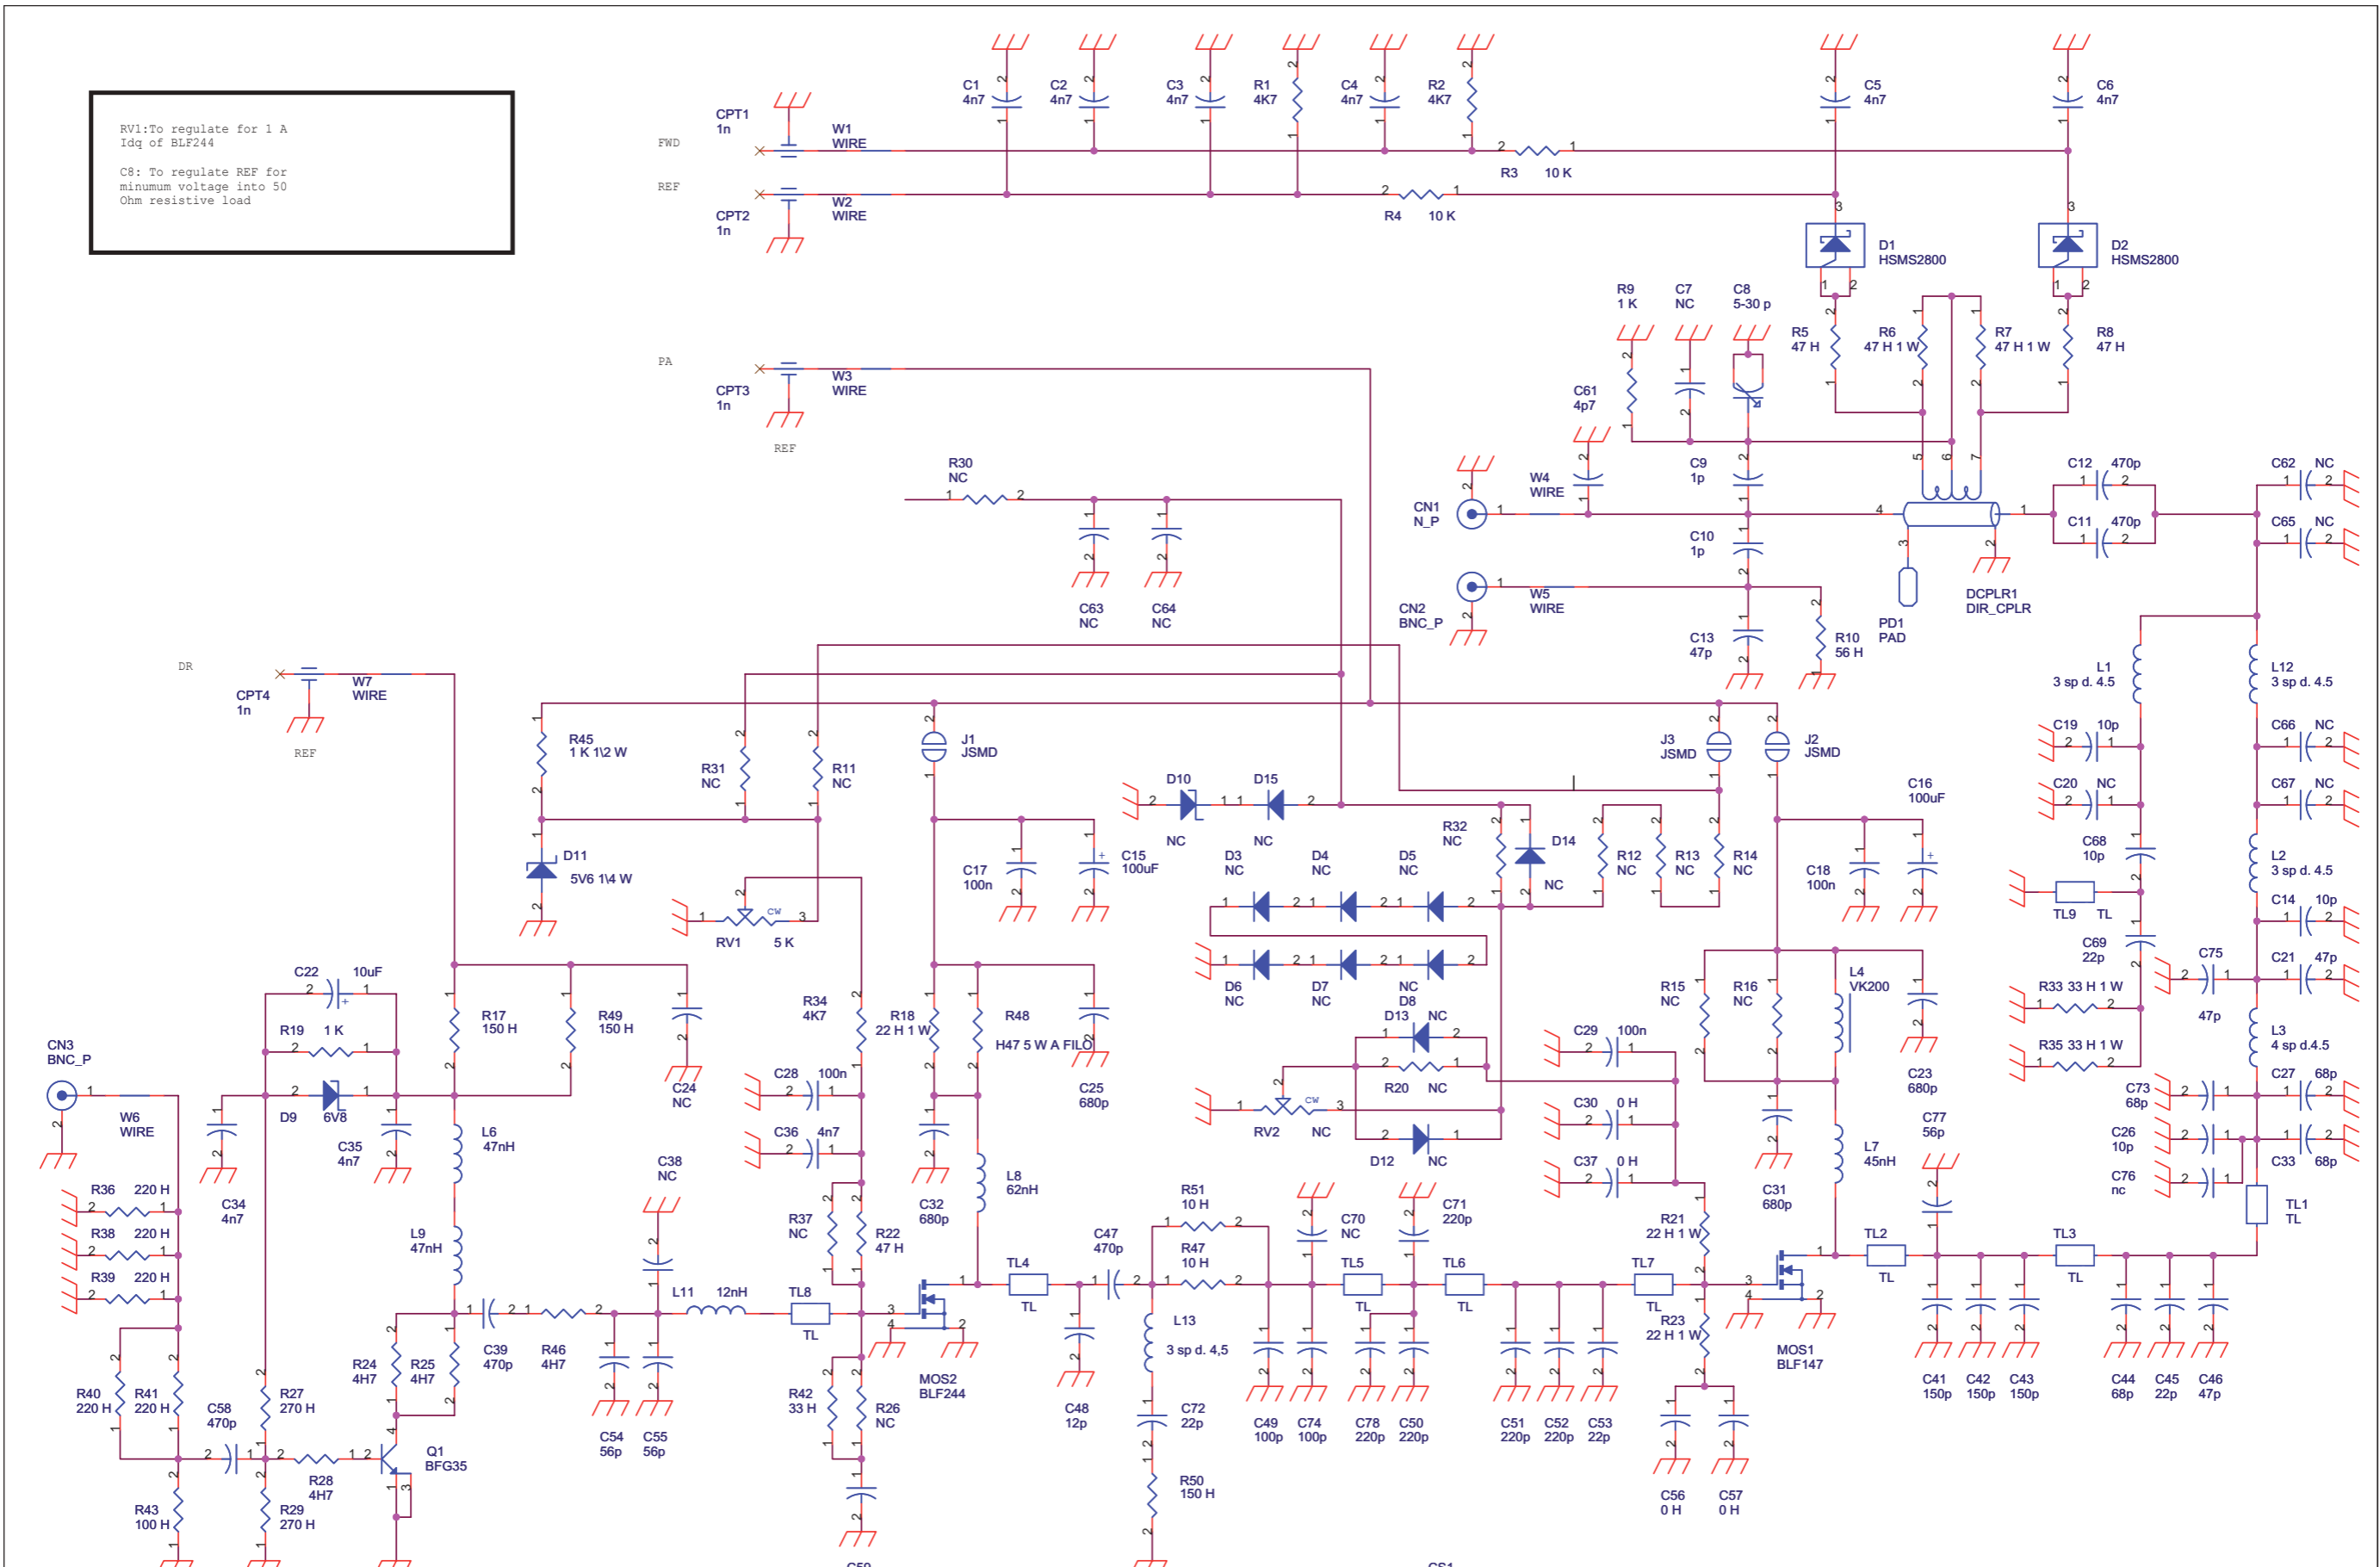 RV1:To regulate for 1 A
Idq of BLF244
C8: To regulate REF for
minumum voltage into 50
Ohm resistive load
FWD
CPT1
1n
W1
WIRE
C1
4n7
C2
4n7
C3
4n7
R1
4K7
C4
4n7
R2
4K7
C5
4n7
C6
4n7
R3 10 K
REF
CPT2
1n
W2
WIRE
R4 10 K
D1
HSMS2800
D2
HSMS2800
PA
CPT3
1n
W3
WIRE
REF
R9
1 K
C7
NC
C8
5-30 p
R5
47 H
R6
47 H 1 W
R7
47 H 1 W
R8
47 H
C61
4p7
R30
NC
C63
NC
C64
NC
W4
WIRE
CN1
N_P
C9
1p
C10
1p
CN2
BNC_P
W5
WIRE
C13
47p
R10
56 H
PD1
PAD
DCPLR1
DIR_CPLR
C12 470p
C11 470p
C62 NC
C65 NC
DR
CPT4
1n
W7
WIRE
REF
L1
3 sp d. 4.5
L12
3 sp d. 4.5
R45
1 K 1\2 W
R31
NC
R11
NC
J1
JSMD
J3
JSMD
J2
JSMD
C19 10p
C66 NC
C20 NC
C67 NC
D10
NC
D15
NC
C16
100uF
D11
5V6 1\4 W
C17
100n
C15
100uF
R32
NC
D14
NC
R12
NC
R13
NC
R14
NC
C18
100n
C68
10p
L2
3 sp d. 4.5
D3
NC
D4
NC
D5
NC
RV1 5 K
CW
TL9 TL
C14 10p
C69
22p
C75
47p
C21 47p
D6
NC
D7
NC
NC
D8
C22 10uF
R19 1 K
R17
150 H
R49
150 H
R34
4K7
R18
22 H 1 W
R48
H47 5 W A FILO
R15
NC
R16
NC
L4
VK200
R33 33 H 1 W
R35 33 H 1 W
L3
4 sp d.4.5
CN3
BNC_P
W6
WIRE
D9 6V8
C24
NC
C28 100n
C25
680p
D13 NC
R20 NC
RV2 NC
CW
D12 NC
C29 100n
C30 0 H
C37 0 H
C23
680p
C73
68p
C27 68p
C34
4n7
C35
4n7
L6
47nH
C36 4n7
C38
NC
C32
680p
L8
62nH
C31
680p
L7
45nH
C77
56p
C26
10p
C33 68p
C76
nc
TL1
TL
R36 220 H
R38 220 H
R39 220 H
L9
47nH
R37
NC
R22
47 H
C47
470p
R51
10 H
R47
10 H
C70
NC
C71
220p
R21
22 H 1 W
TL4
TL
TL5
TL
TL6
TL
TL7
TL
TL2
TL
TL3
TL
L11 12nH
TL8
TL
R23
22 H 1 W
R40
220 H
R41
220 H
R24
4H7
R25
4H7
C39
470p
R46
4H7
MOS2
BLF244
L13
3 sp d. 4,5
MOS1
BLF147
R27
270 H
C58
470p
C54
56p
C55
56p
R42
33 H
R26
NC
C48
12p
C72
22p
C49
100p
C74
100p
C78
220p
C50
220p
C51
220p
C52
220p
C53
22p
C41
150p
C42
150p
C43
150p
C44
68p
C45
22p
C46
47p
Q1
BFG35
R28
4H7
R43
100 H
R29
270 H
R50
150 H
C56
0 H
C57
0 H